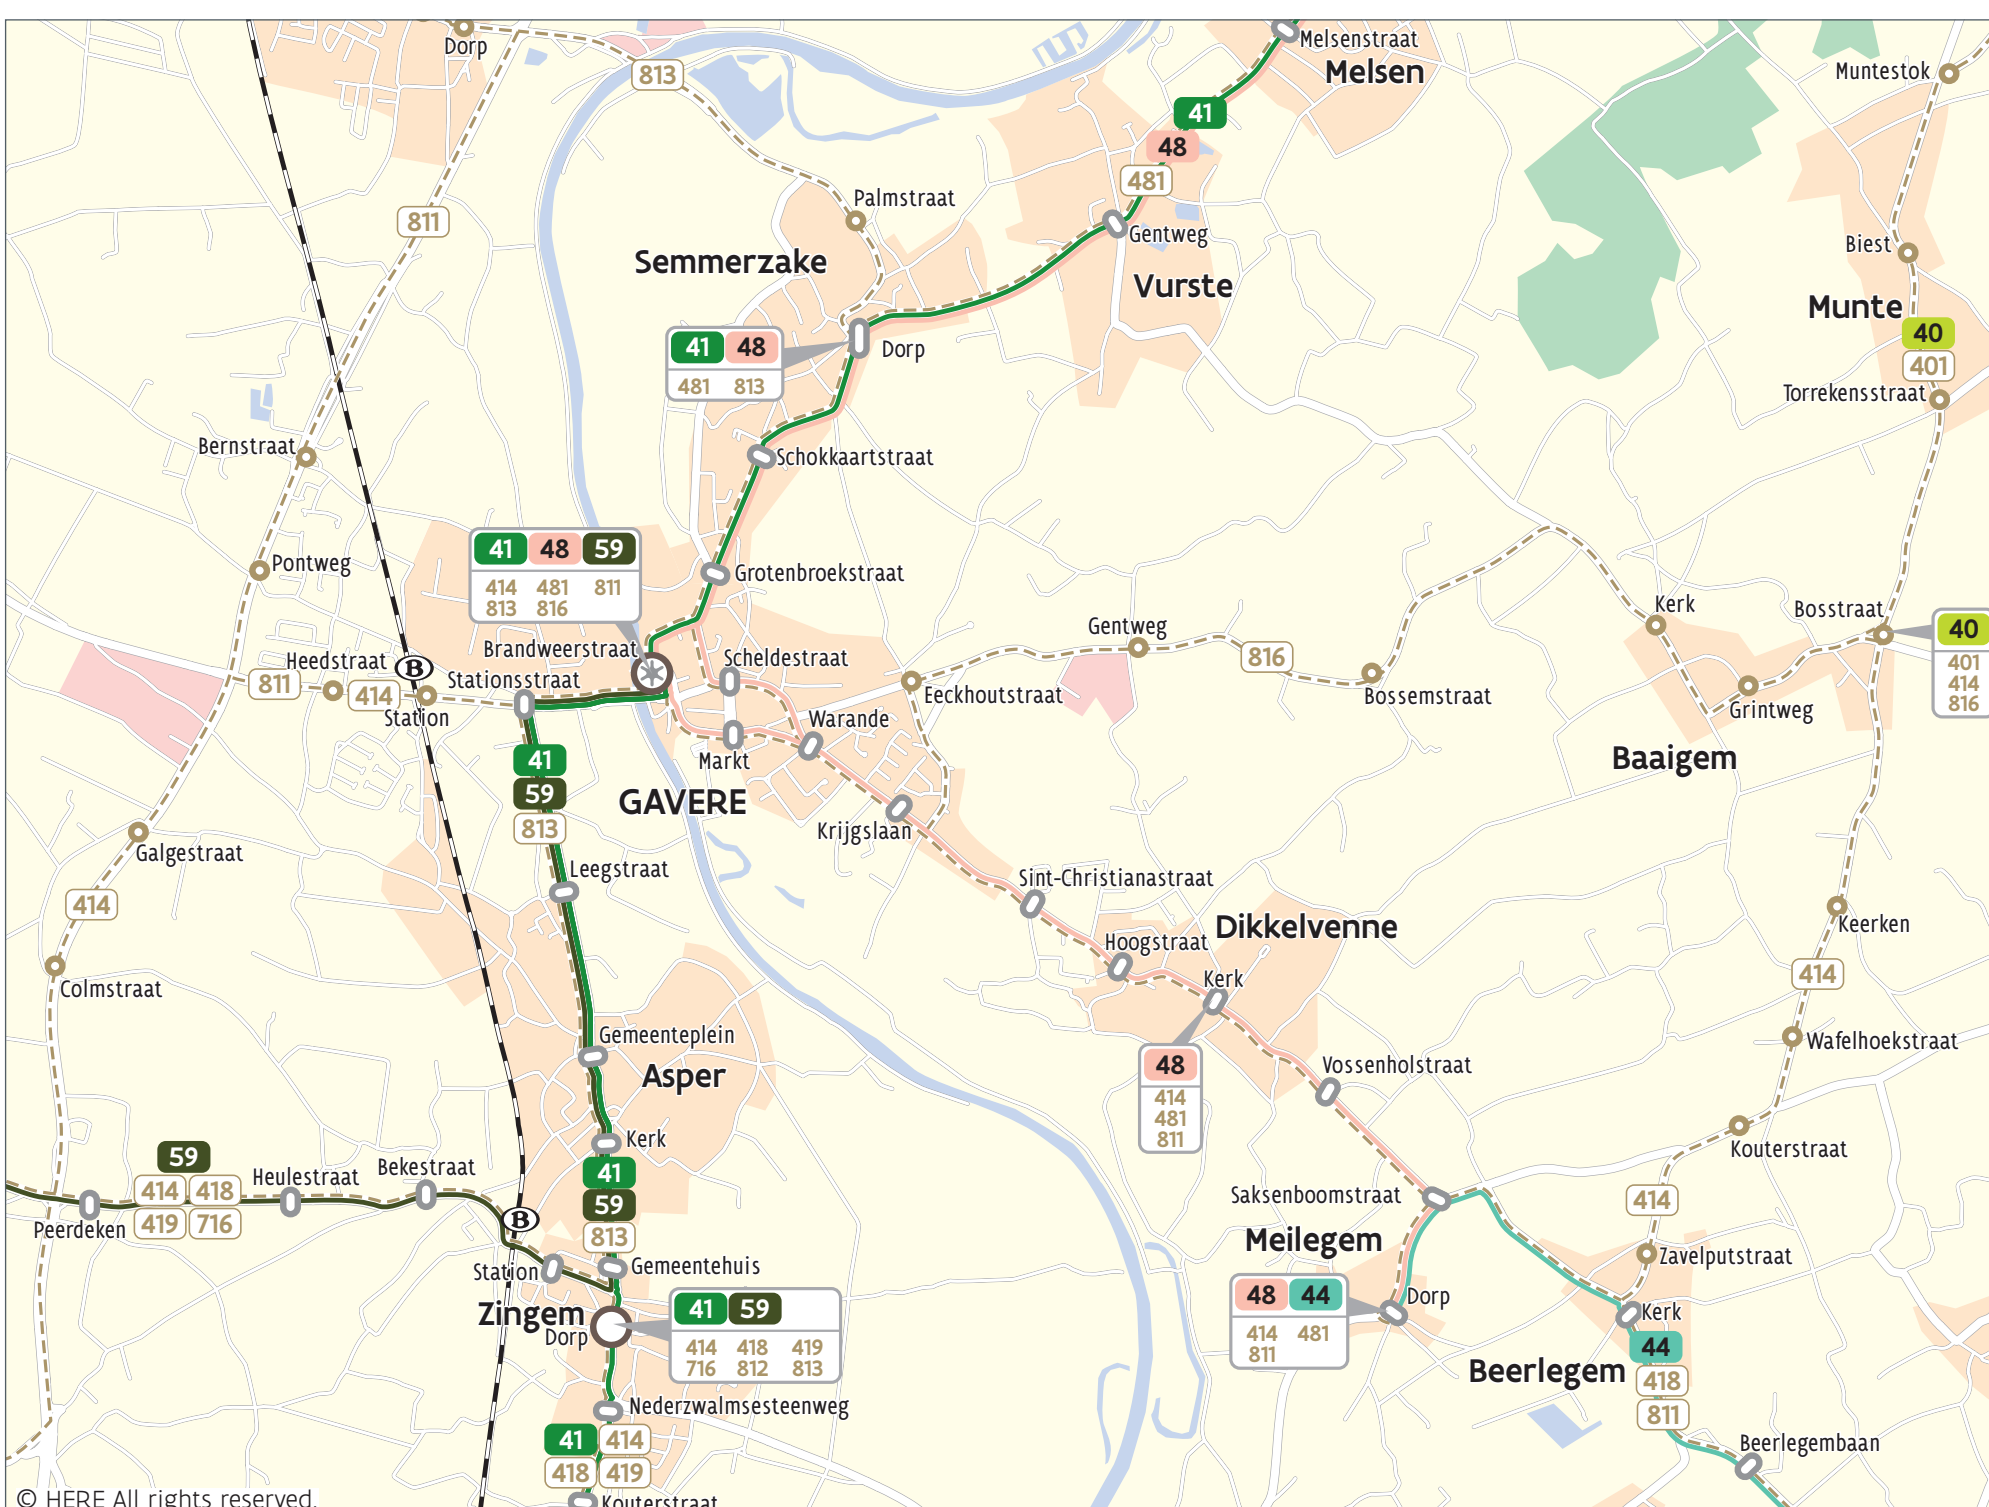 Dorp
Melsenstraat
Melsen
813
Muntestok
41
48
481
Palmstraat
811
Gentweg
Biest
Semmerzake
Vurste
Munte
40
401
41 48
481 813
Dorp
Torrekensstraat
Bernstraat
Schokkaartstraat
41 48 59
414 481 811
813 816
Pontweg
Grotenbroekstraat
Kerk
Bosstraat
40
401
414
816
Gentweg
816
Brandweerstraat
Heedstraat
B
Scheldestraat
Stationsstraat
811
414
Station
Eeckhoutstraat
Bossemstraat
Grintweg
Warande
Markt
Baaigem
41
59
813
GAVERE
Krijgslaan
Galgestraat
Leegstraat
Sint-Christianastraat
414
Dikkelvenne
Keerken
Hoogstraat
Kerk
414
Colmstraat
Gemeenteplein
Wafelhoekstraat
48
414
481
811
Vossenholstraat
Asper
Kerk
Kouterstraat
59
414 418
419 716
Heulestraat
Bekestraat
41
59
813
Peerdeken
B
Saksenboomstraat
414
Meilegem
Zavelputstraat
Station
Gemeentehuis
Zingem
Dorp
41 59
414 418 419
716 812 813
48 44
414 481
811
Dorp
Kerk
44
418
811
Beerlegem
Nederzwalmsesteenweg
41 414
418 419
Beerlegembaan
Kouterstraat
© HERE All rights reserved.